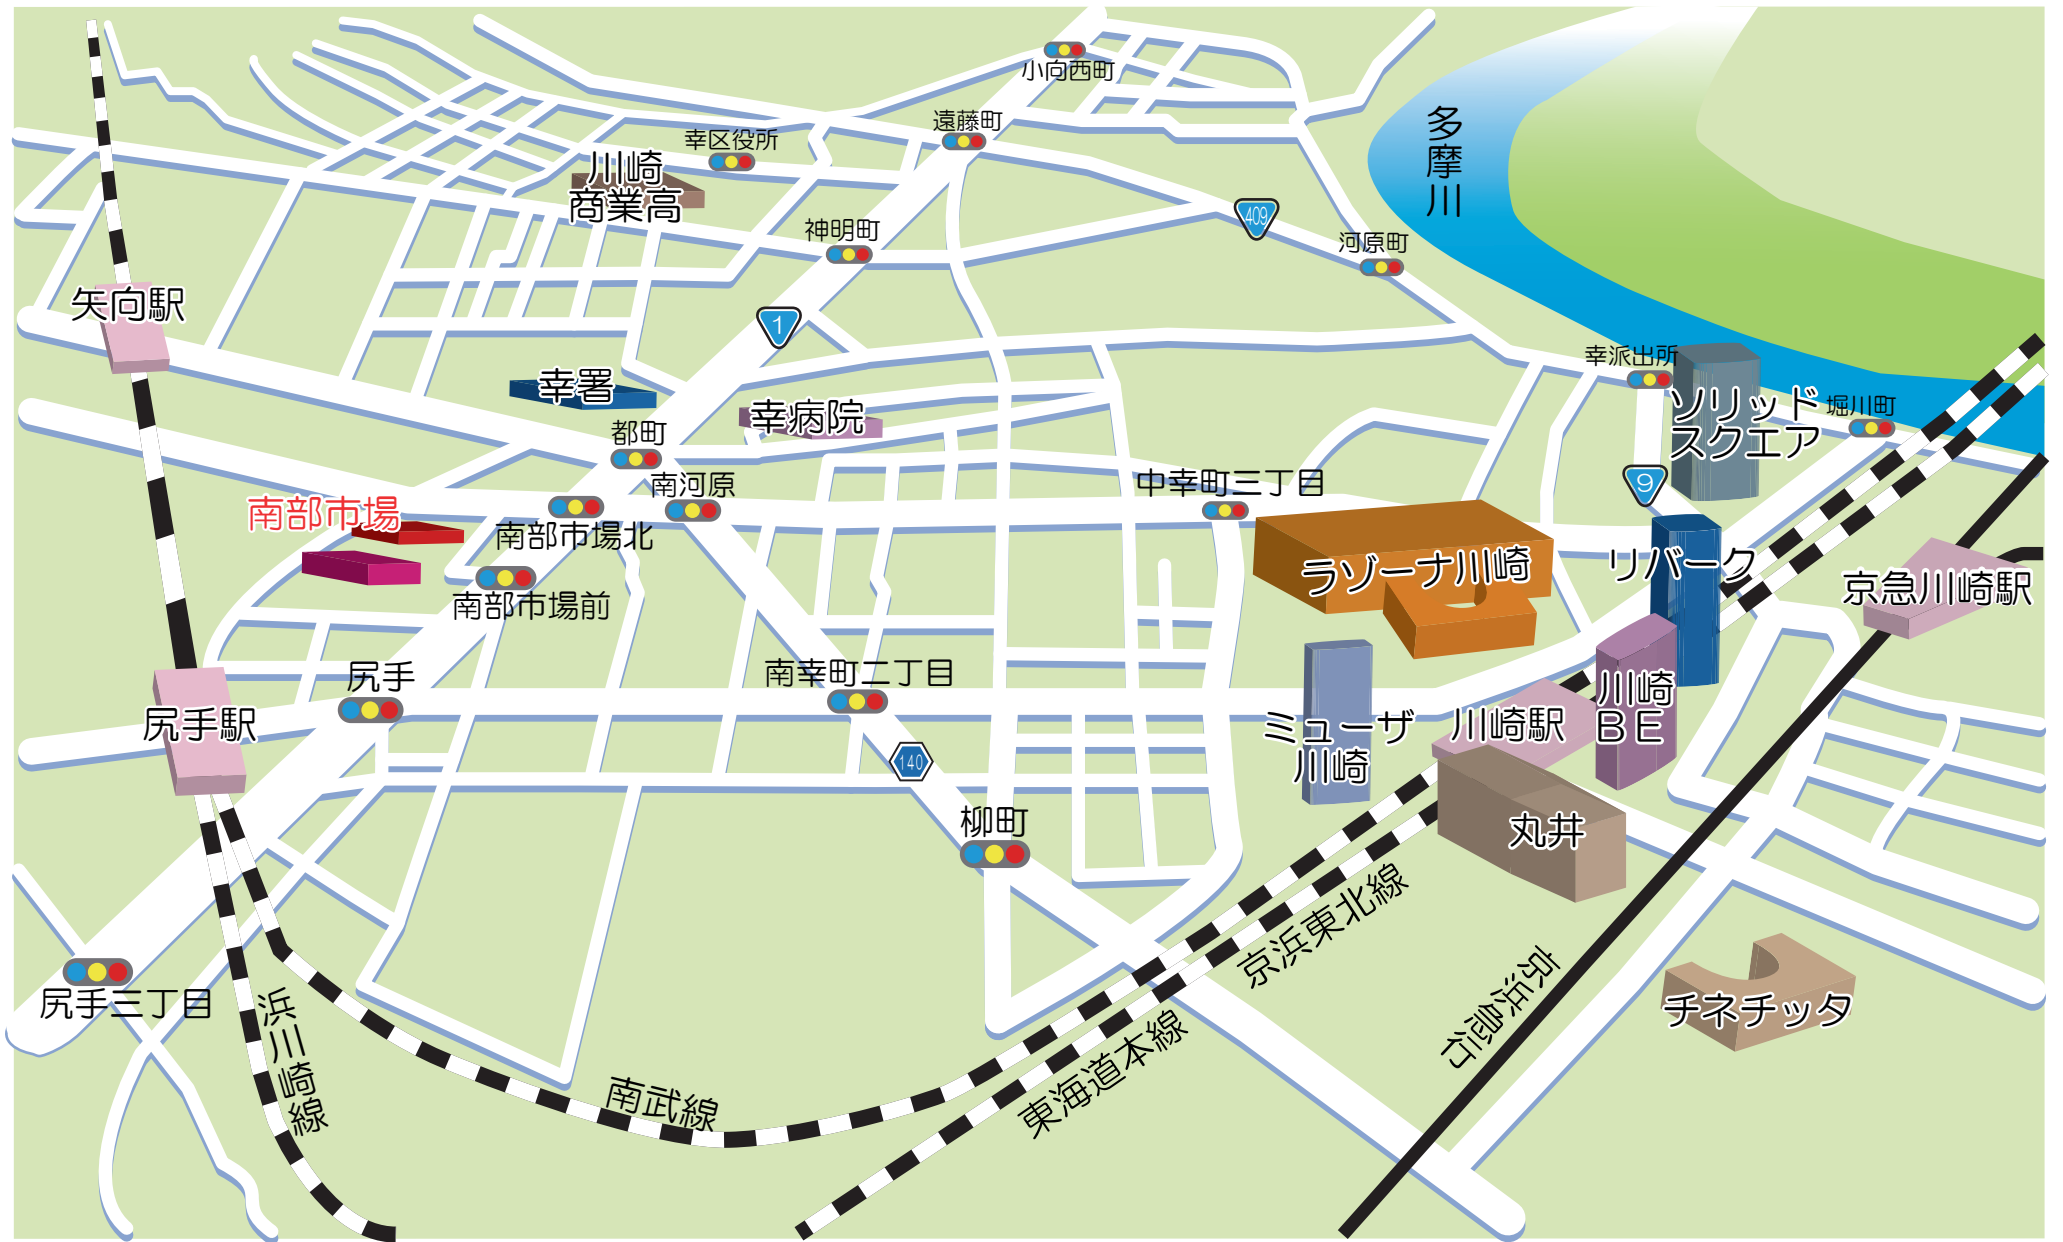 小向西町
遠藤町
幸区役所
川崎
商業高
多摩川
神明町
409
河原町
矢向駅
1
幸派出所
幸署
ソリッド
スクエア
堀川町
幸病院
都町
南河原
中幸町三丁目
9
南部市場
南部市場北
南部市場前
ラゾーナ川崎
リバーク
京急川崎駅
尻手
南幸町二丁目
尻手駅
ミューザ
川崎
川崎駅
川崎
BE
140
柳町
丸井
京浜東北線
京浜急行
尻手三丁目
浜川崎線
チネチッタ
東海道本線
南武線